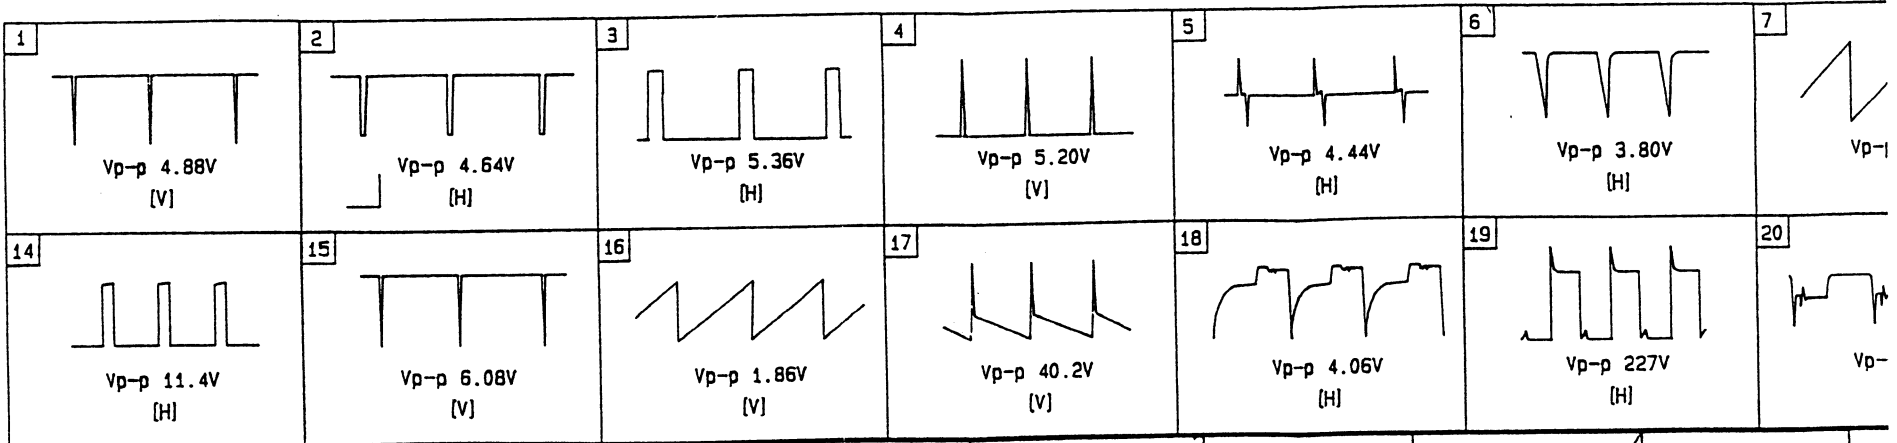 1
Vp-p 4.88V
[V]
2
Vp-p 4.64V
[H]
3
Vp-p 5.36V
[H]
4
Vp-p 5.20V
[V]
5
Vp-p 4.44V
[H]
6
Vp-p 3.80V
[H]
7
Vp-
14
Vp-p 11.4V
[H]
15
Vp-p 6.08V
[V]
16
Vp-p 1.86V
[V]
17
Vp-p 40.2V
[V]
18
Vp-p 4.06V
[H]
19
Vp-p 227V
[H]
20
Vp-